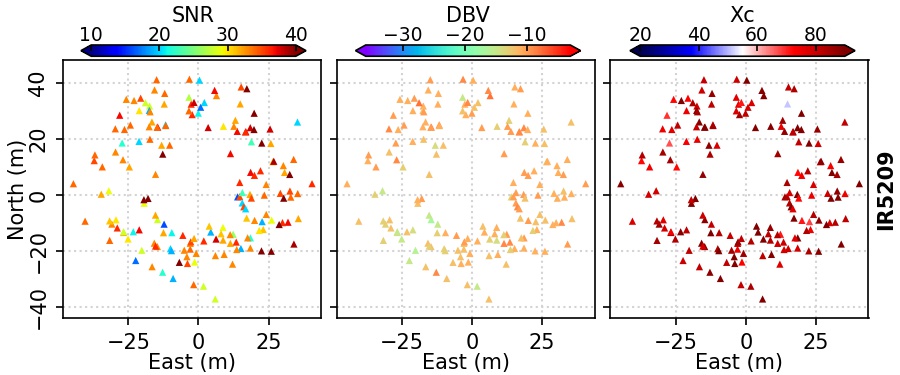 SNR DBV Xc
10 20 30 40 −30 −20 −10 20 40 60 80
40
20
0
−20
−40
North (m)
−25 0 25 −25 0 25 −25 0 25
East (m) East (m) East (m)
IR5209